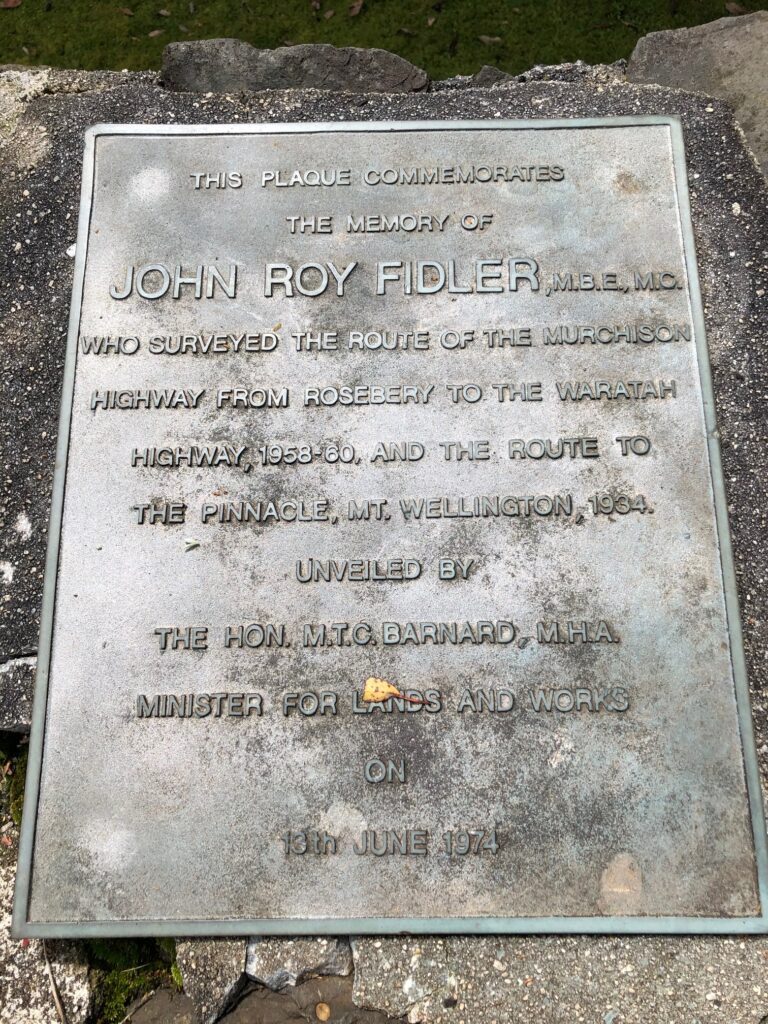 THIS PLAQUE COMMEMORATES
THE MEMORY OF
JOHN ROY FIDLER, M.B.E., M.C.
WHO SURVEYED THE ROUTE OF THE MURCHISON
HIGHWAY FROM ROSEBERY TO THE WARATAH
HIGHWAY, 1958-60, AND THE ROUTE TO
THE PINNACLE, MT. WELLINGTON, 1934.
UNVEILED BY
THE HON. M.T.C. BARNARD, M.H.A.
MINISTER FOR LANDS AND WORKS
ON
13th JUNE 1974